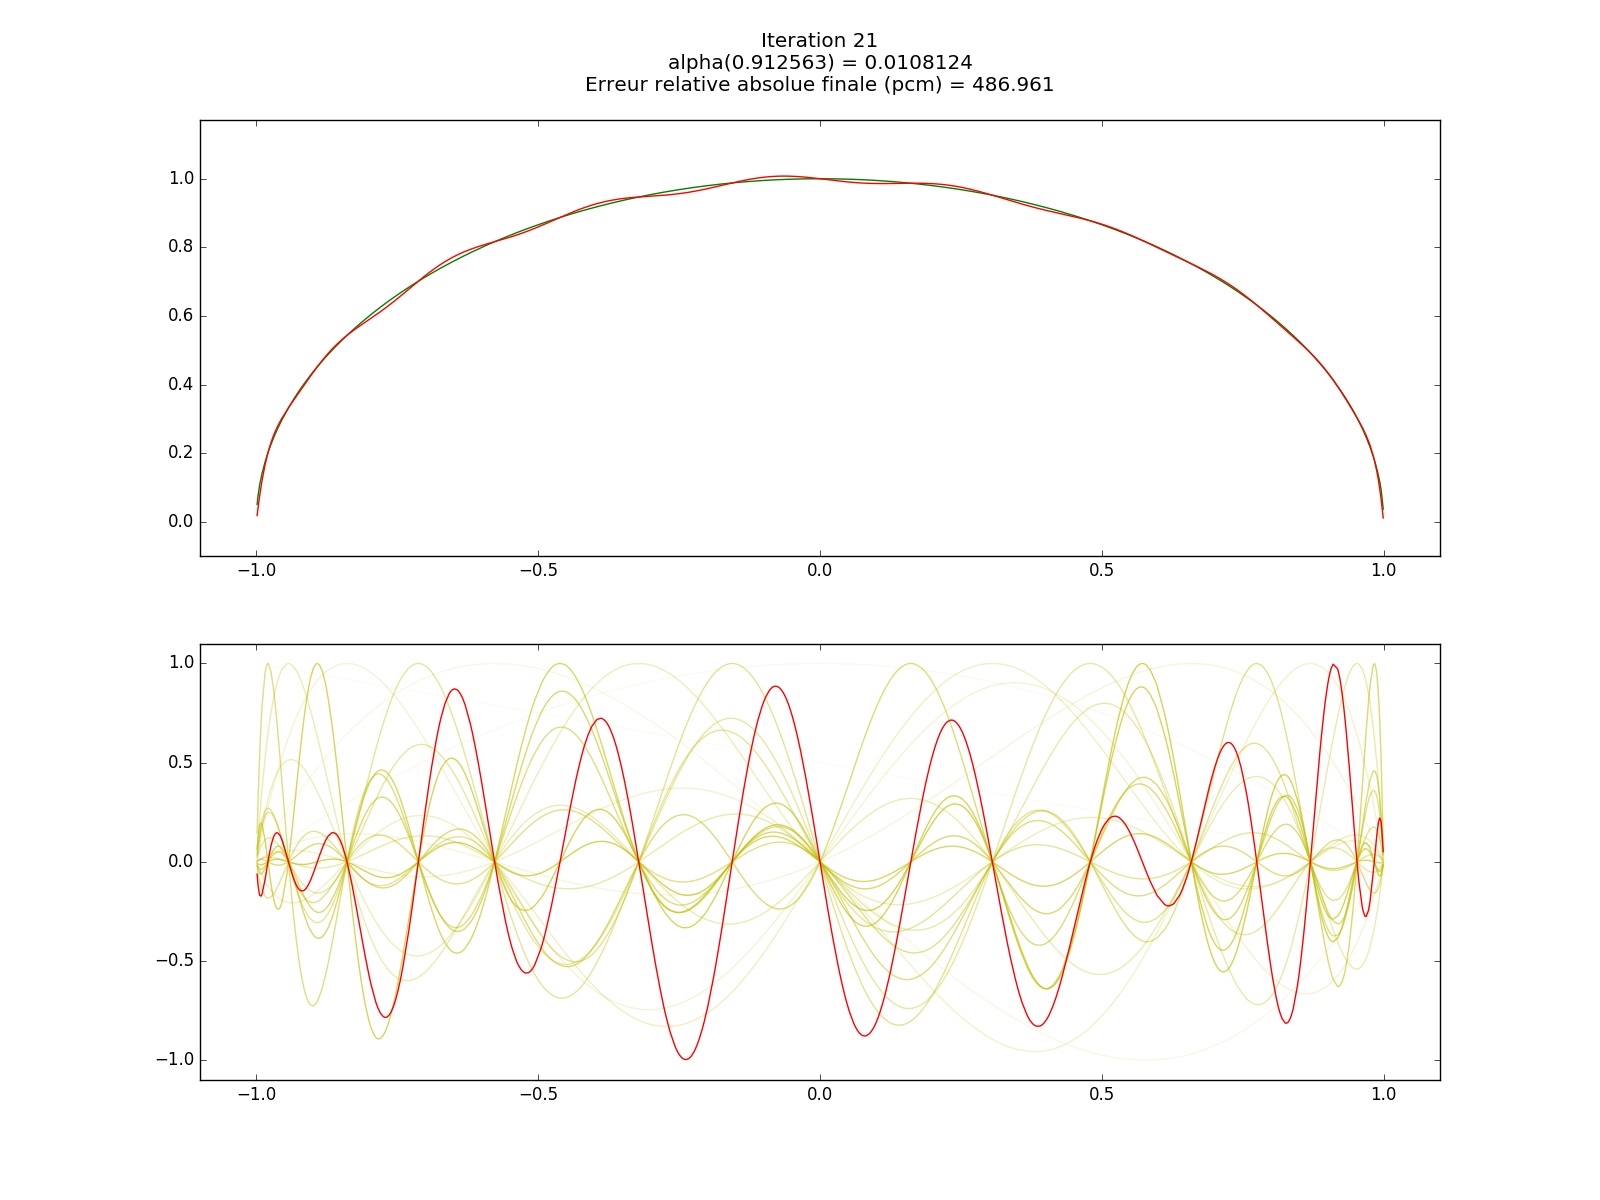 Iteration 21
alpha(0.912563) = 0.0108124
Erreur relative absolue finale (pcm) = 486.961
1.0
0.8
0.6
0.4
0.2
0.0
−1.0 −0.5 0.0 0.5 1.0
1.0
0.5
0.0
−0.5
−1.0
−1.0 −0.5 0.0 0.5 1.0